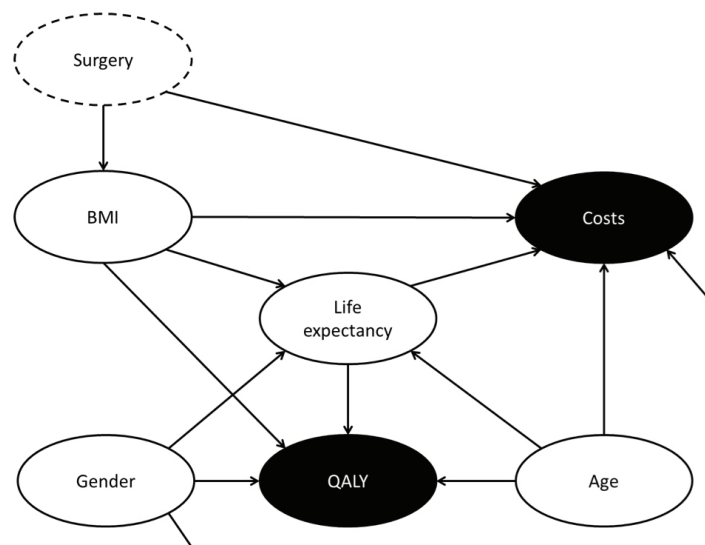 Surgery
BMI
Costs
Life
expectancy
Gender
QALY
Age